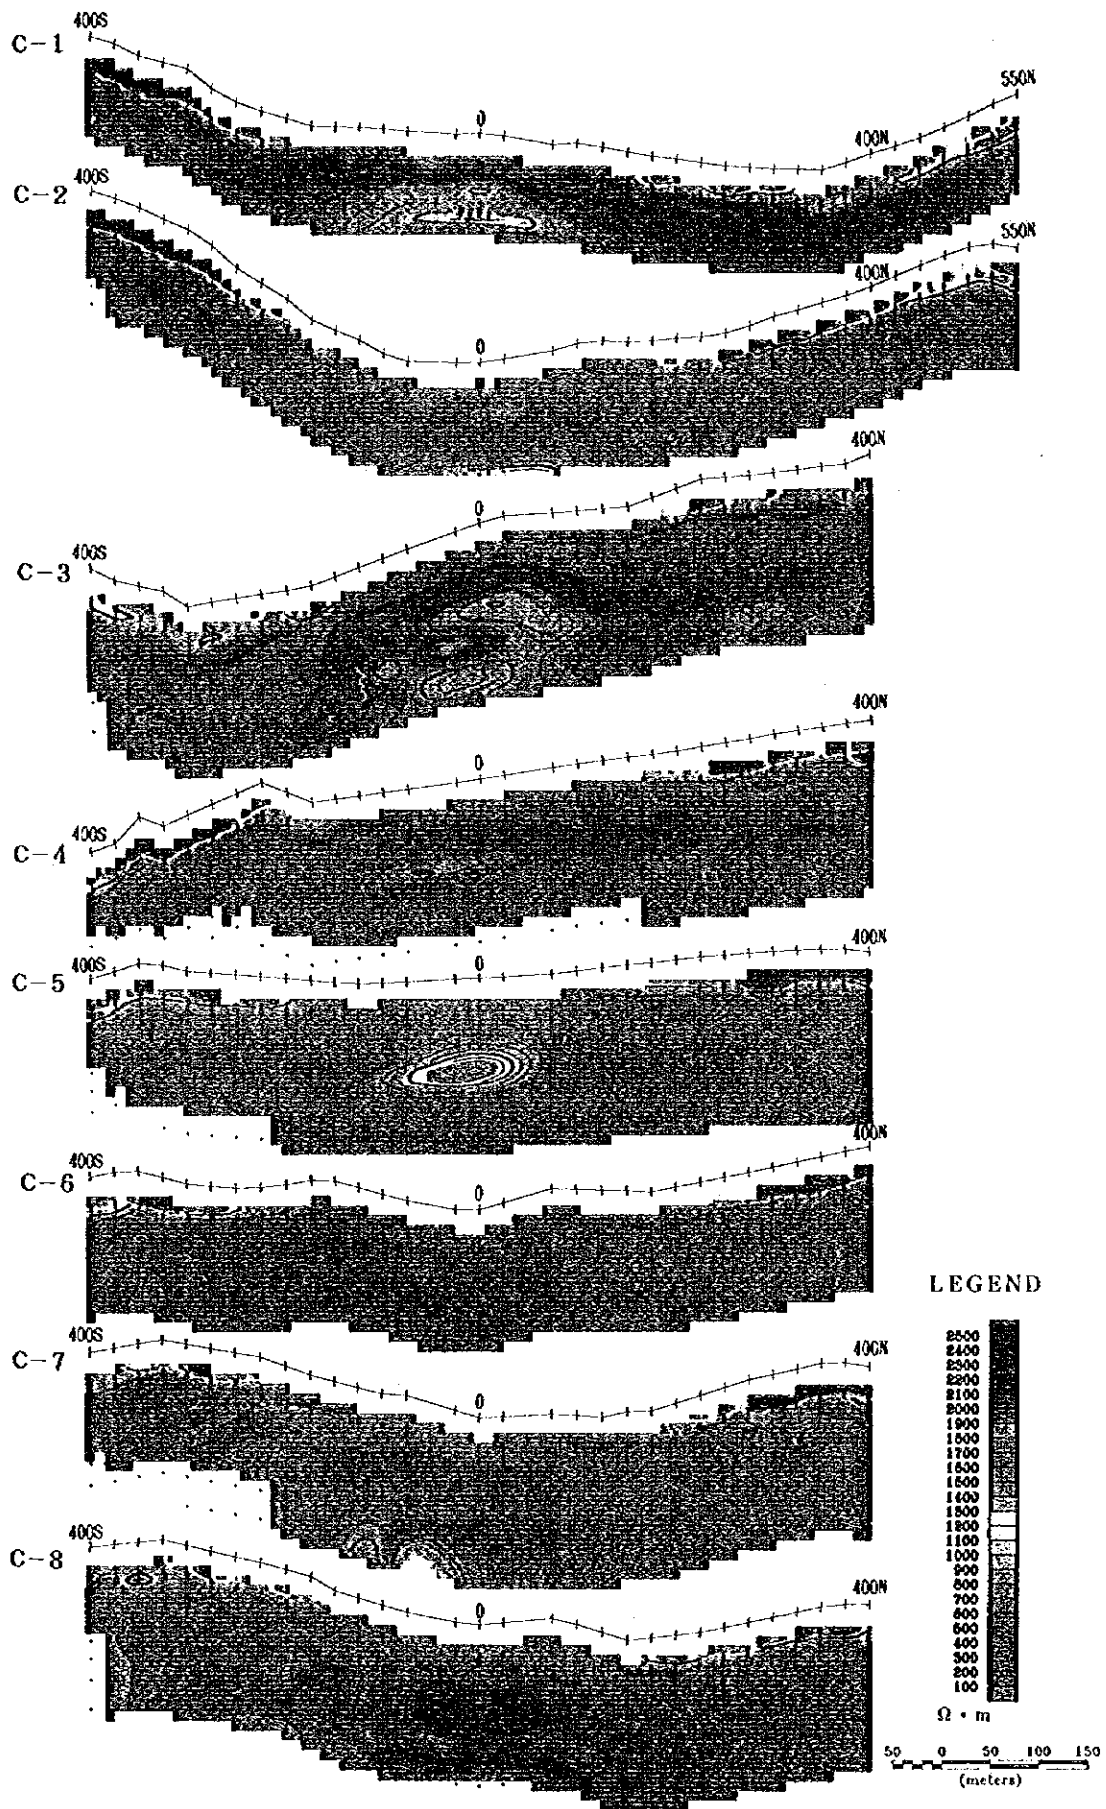 400S
C-1
550N
0
400N
400S
C-2
550N
400N
0
400N
0
400S
C-3
400N
0
400S
C-4
400N
400S
0
C-5
400N
400S
C-6
0
400S
400N
C-7
0
400S
C-8
400N
0
LEGEND
2500
2400
2300
2200
2100
2000
1900
1800
1700
1600
1500
1400
1300
1200
1100
1000
900
800
700
600
500
400
300
200
100
Ω • m
50 0 50 100 150
(meters)